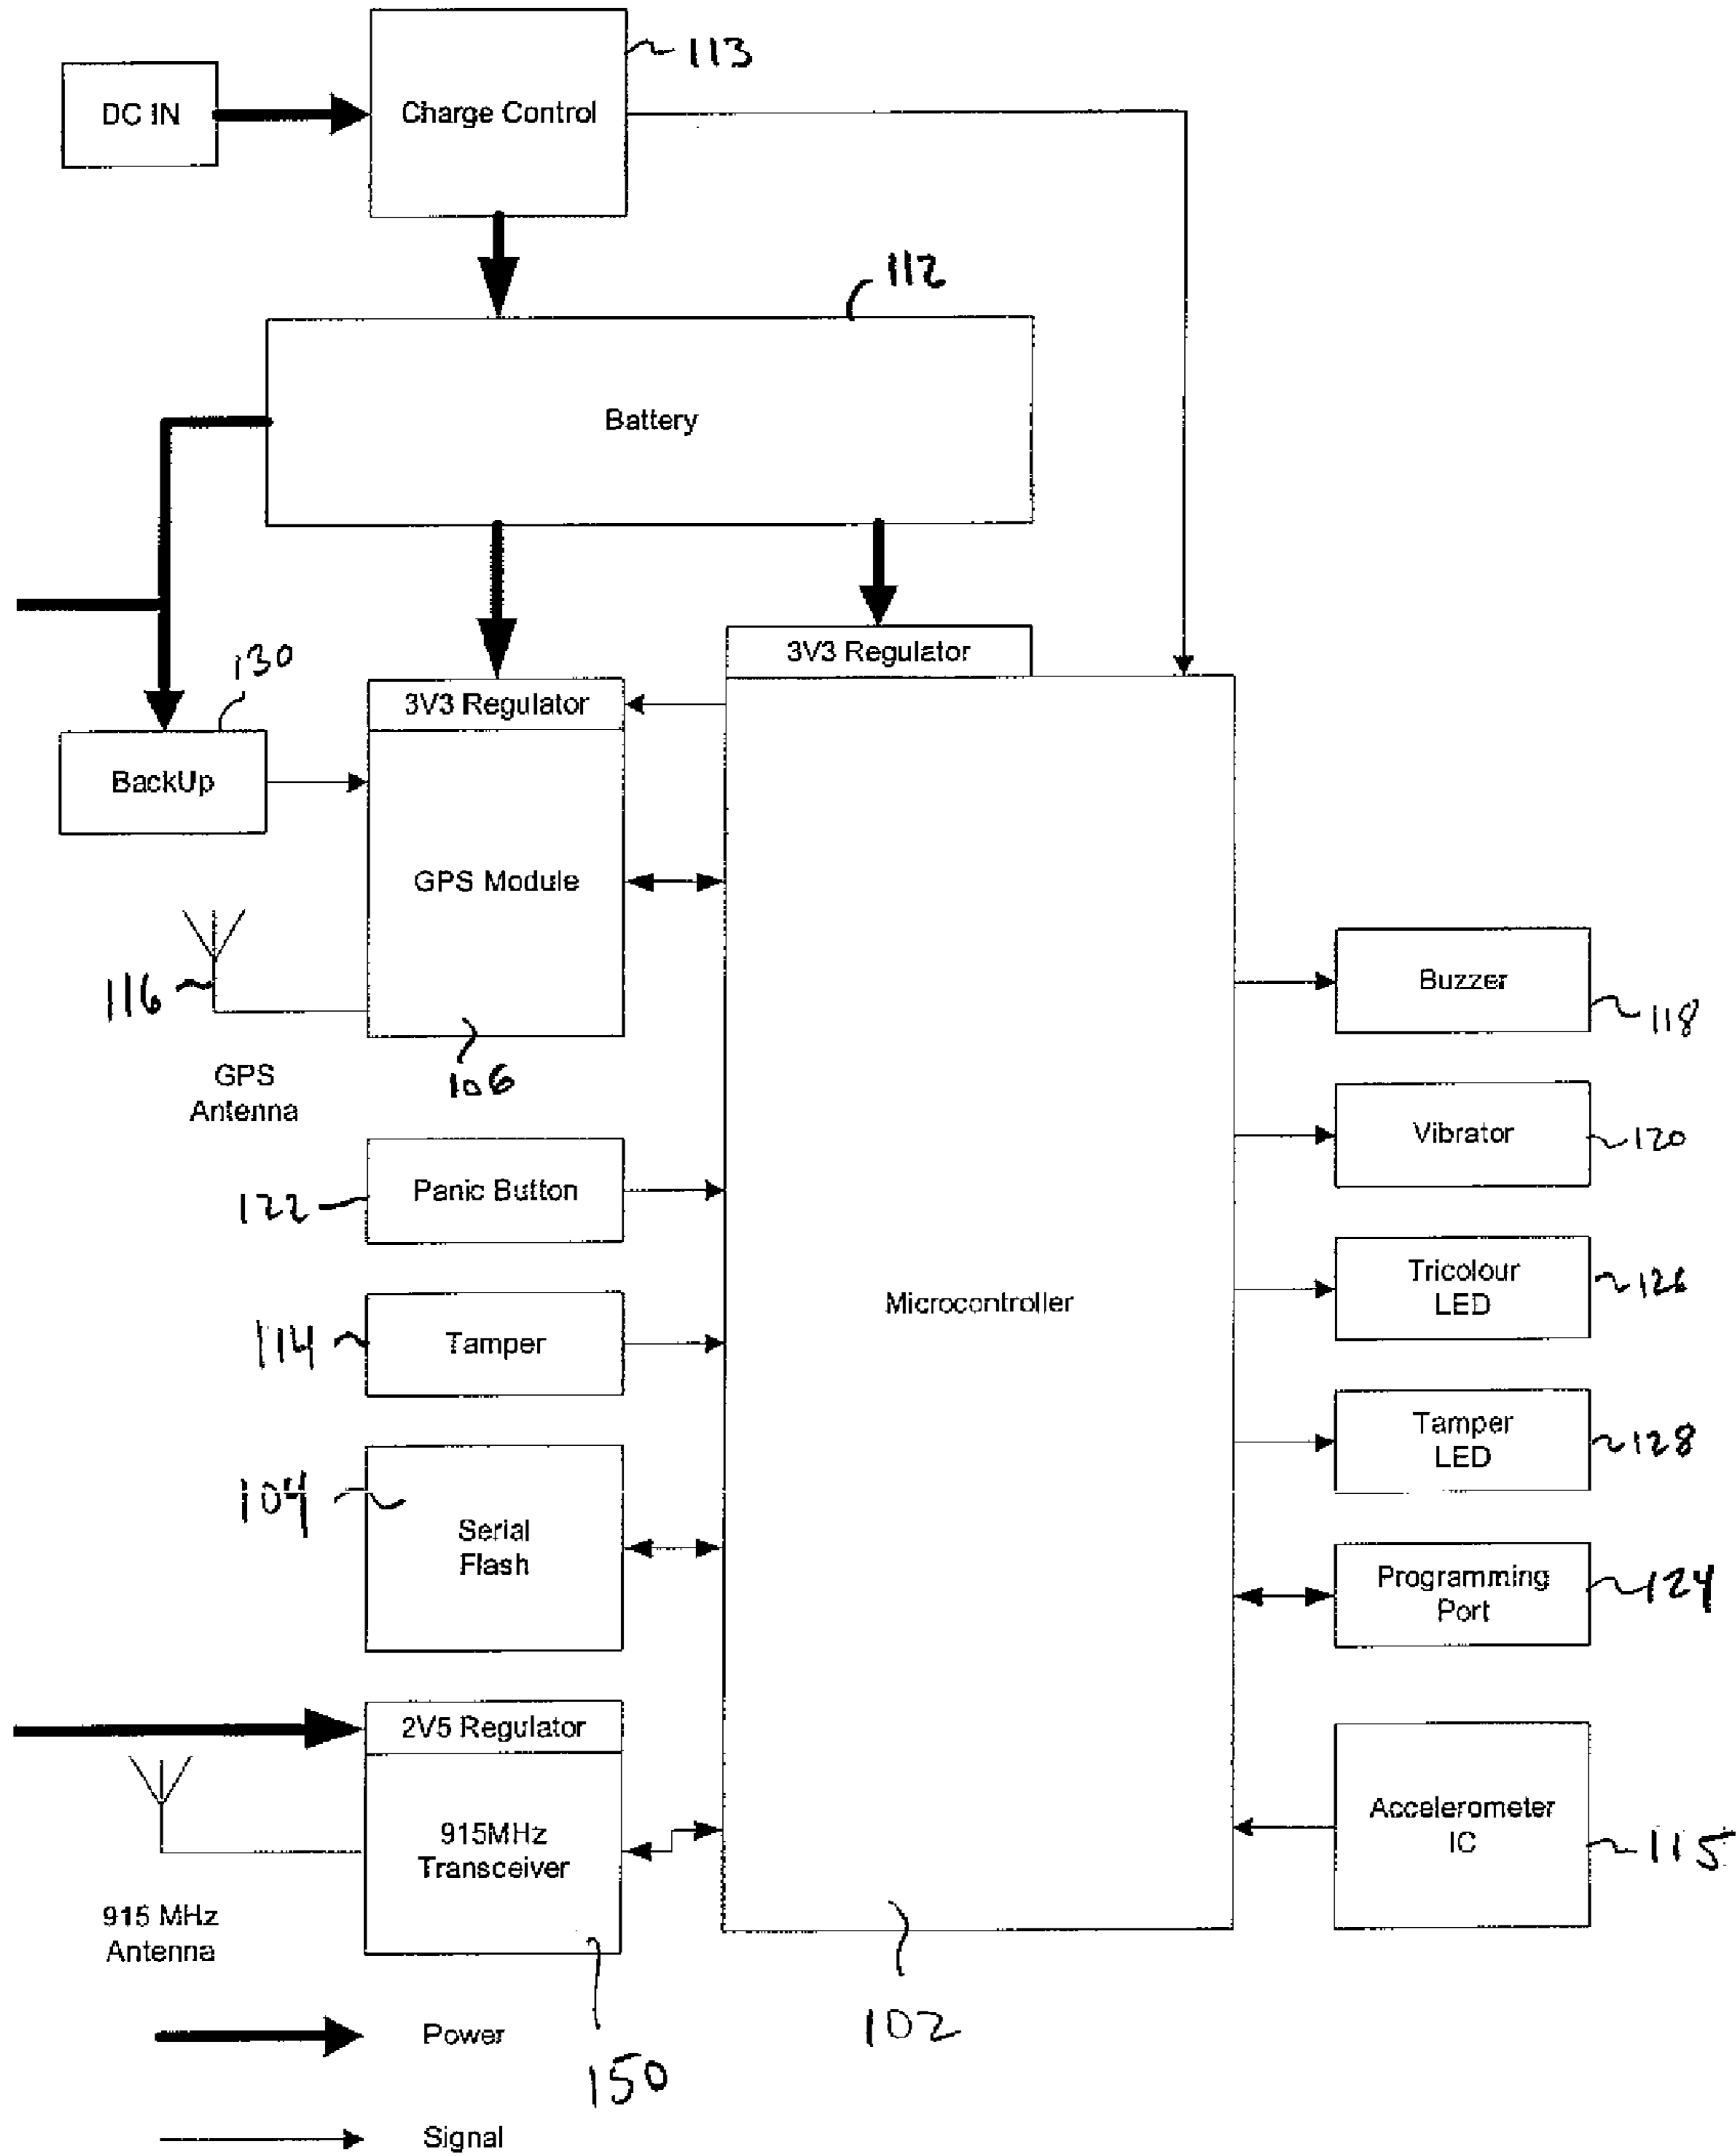 113
DC IN
Charge Control
112
Battery
3V3 Regulator
130
3V3 Regulator
BackUp
GPS Module
116
Buzzer
118
106
GPS
Antenna
Vibrator
120
Panic Button
122
Tricolour
LED
126
Microcontroller
Tamper
114
Tamper
LED
128
104
Serial
Flash
Programming
Port
124
2V5 Regulator
915MHz
Transceiver
Accelerometer
IC
115
915 MHz
Antenna
102
Power
150
Signal